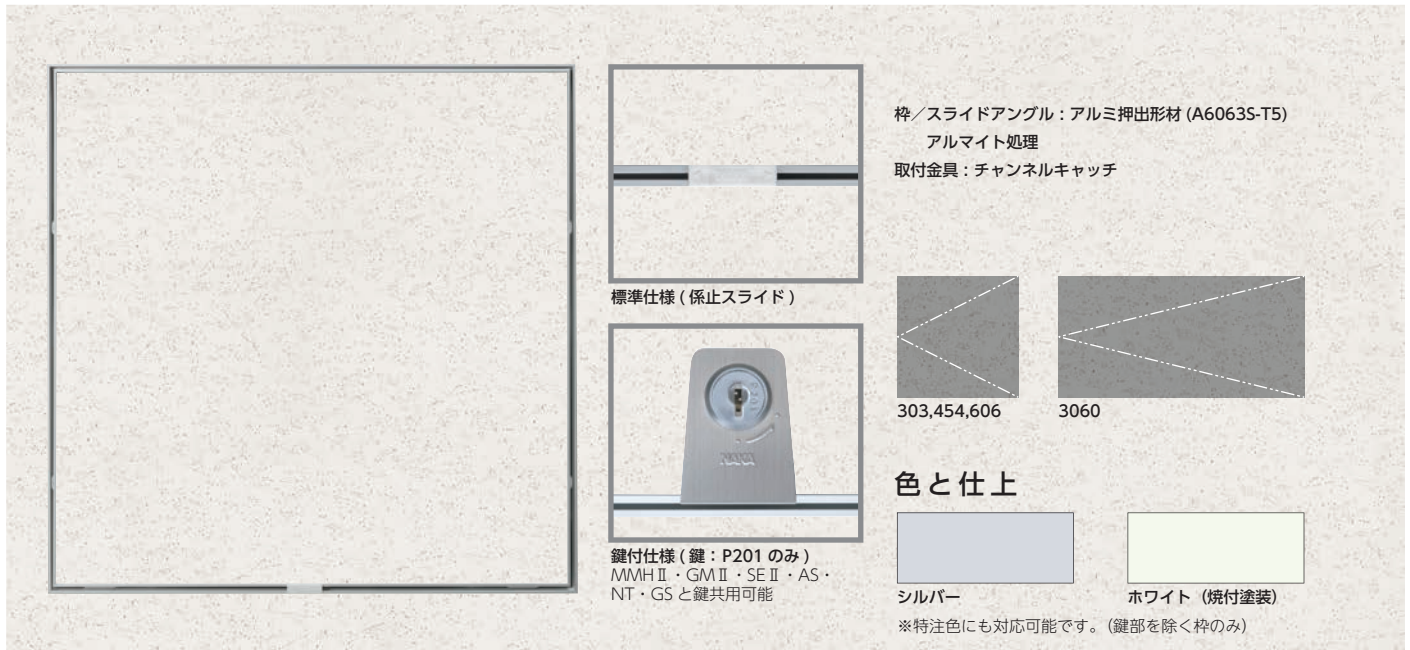 枠／スライドアングル：アルミ押出形材 (A6063S-T5)
アルマイト処理
取付金具：チャンネルキャッチ
標準仕様 ( 係止スライド )
NAKA
鍵付仕様 ( 鍵：P201 のみ )
MMHⅡ・GMⅡ・SEⅡ・AS・
NT・GS と鍵共用可能
303,454,606
3060
色と仕上
シルバー
ホワイト（焼付塗装）
※特注色にも対応可能です。（鍵部を除く枠のみ）